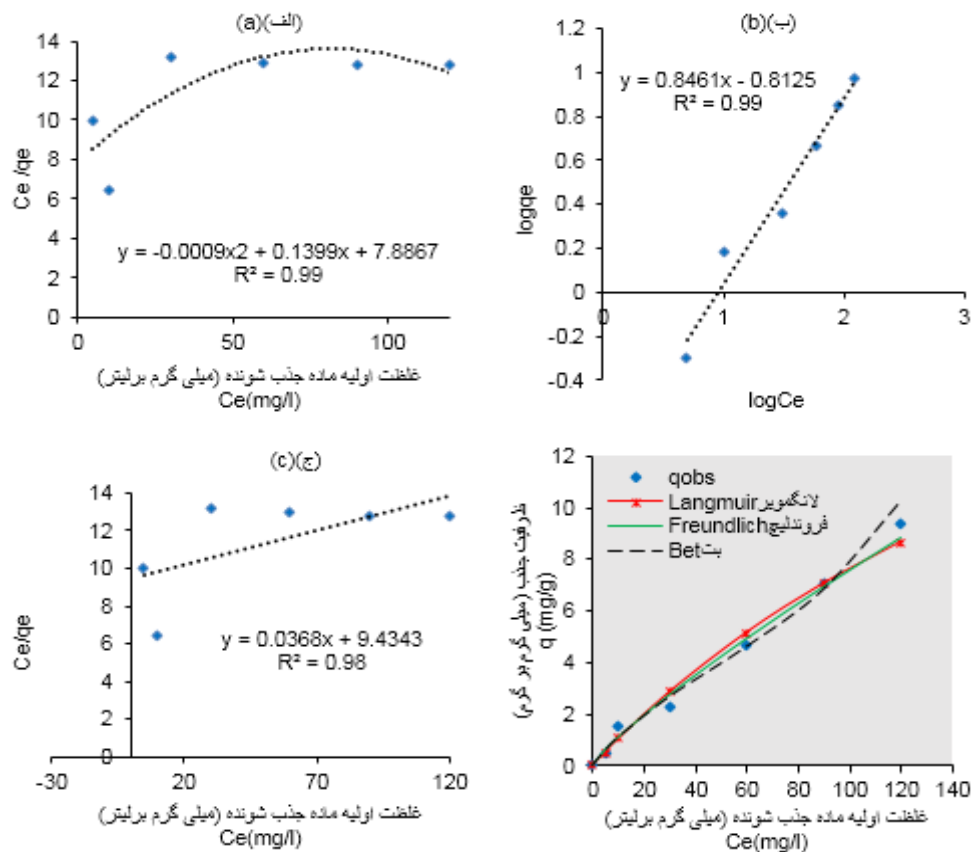 (الف)(a)
14
12
10
8
6
4
2
0
Ce /qe
y = -0.0009x2 + 0.1399x + 7.8867
R² = 0.99
0 50 100
غلظت اولیه ماده جذب شونده (میلی گرم برلیتر)
Ce(mg/l)
(ب)(b)
1.2
1
0.8
0.6
0.4
0.2
0
-0.2
-0.4
logqe
y = 0.8461x - 0.8125
R² = 0.99
0 1 2 3
logCe
(ج)(c)
14
12
10
8
6
4
2
0
Ce/qe
y = 0.0368x + 9.4343
R² = 0.98
-30 20 70 120
غلظت اولیه ماده جذب شونده (میلی گرم برلیتر)
Ce(mg/l)
12
10
8
6
4
2
0
ظرفیت جذب (میلی گرم بر گرم)
q (mg/g)
qobs
Langmuirلانگمویر
Freundlichفروندلیچ
Betبت
0 20 40 60 80 100 120 140
غلظت اولیه ماده جذب شونده (میلی گرم برلیتر)
Ce(mg/l)